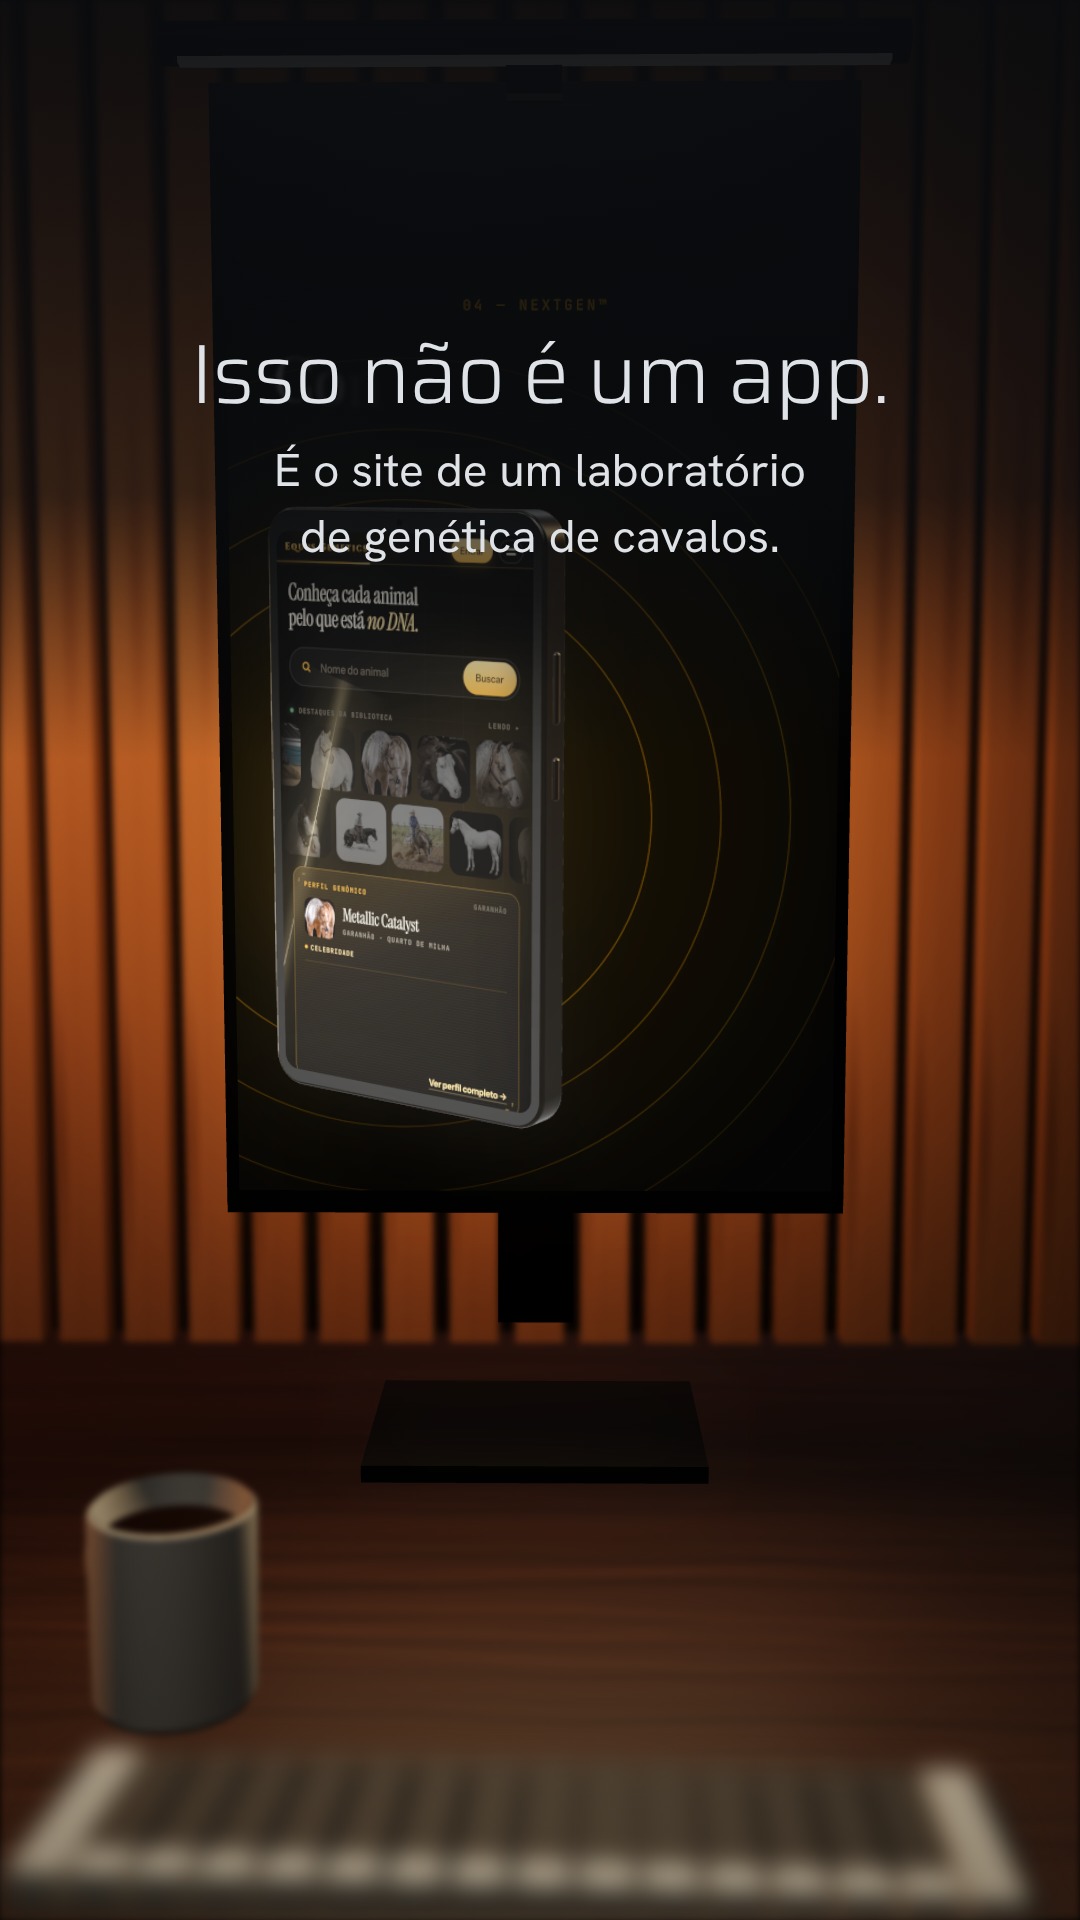 04 — NEXTGEN™
Isso não é um app.
É o site de um laboratório
de genética de cavalos.
Conheça cada animal
pelo que está no DNA.
Nome do animal
Buscar
DESTAQUES DA BIBLIOTECA
LENDO
PERFIL GENÔMICO
GARANHÃO
Metallic Catalyst
GARANHÃO · QUARTO DE MILHA
CELEBRIDADE
Ver perfil completo →